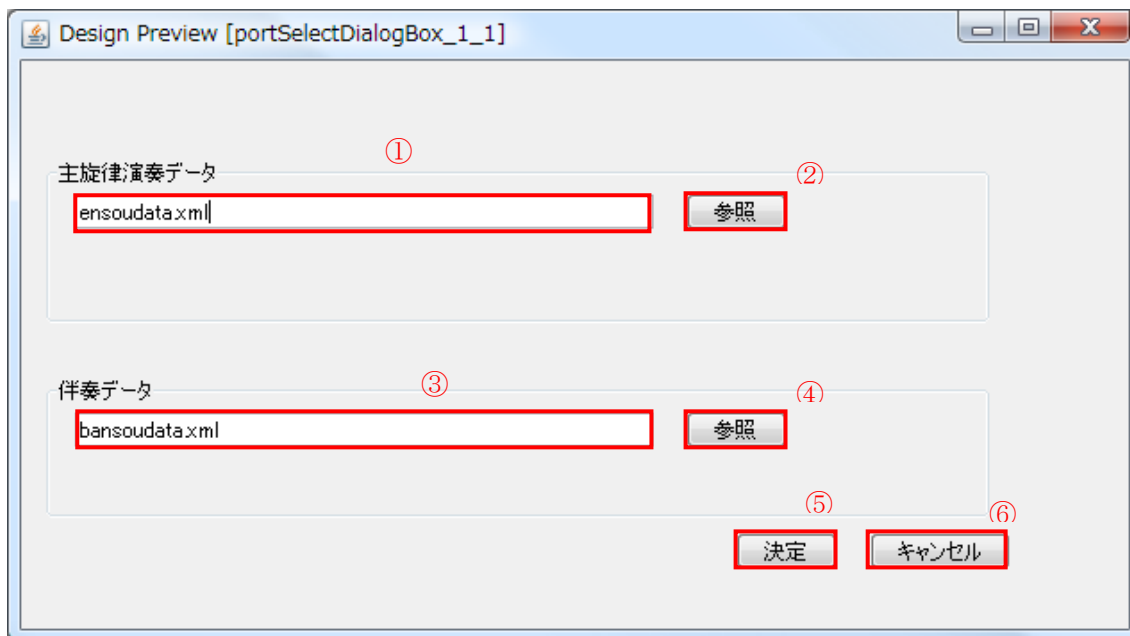 Design Preview [portSelectDialogBox_1_1]
①
主旋律演奏データ
②
ensoudata.xml
参照
③
伴奏データ
④
bansoudata.xml
参照
⑤
⑥
決定
キャンセル